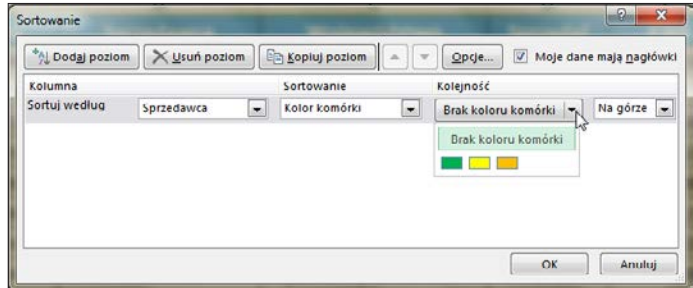 Sortowanie
Dodaj poziom Usuń poziom Kopiuj poziom Opcje... Moje dane mają nagłówki
Kolumna Sortowanie Kolejność
Sortuj według Sprzedawca Kolor komórki Brak koloru komórki Na górze
Brak koloru komórki
OK Anuluj